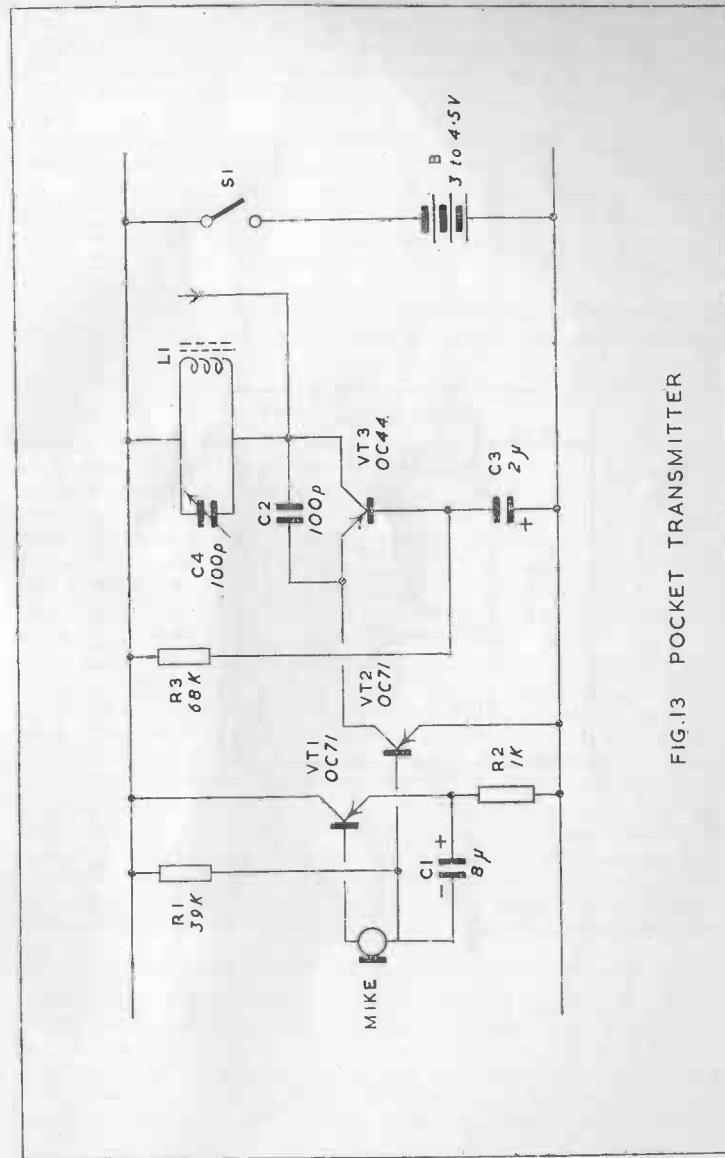 R1
39K
MIKE
VT1
OC71
C1
8µ
- +
R2
1K
VT2
OC71
R3
68K
C4
100p
C2
100p
L1
VT3
OC44
C3
2µ
+
S1
B
3 to 4·5V
FIG.13 POCKET TRANSMITTER